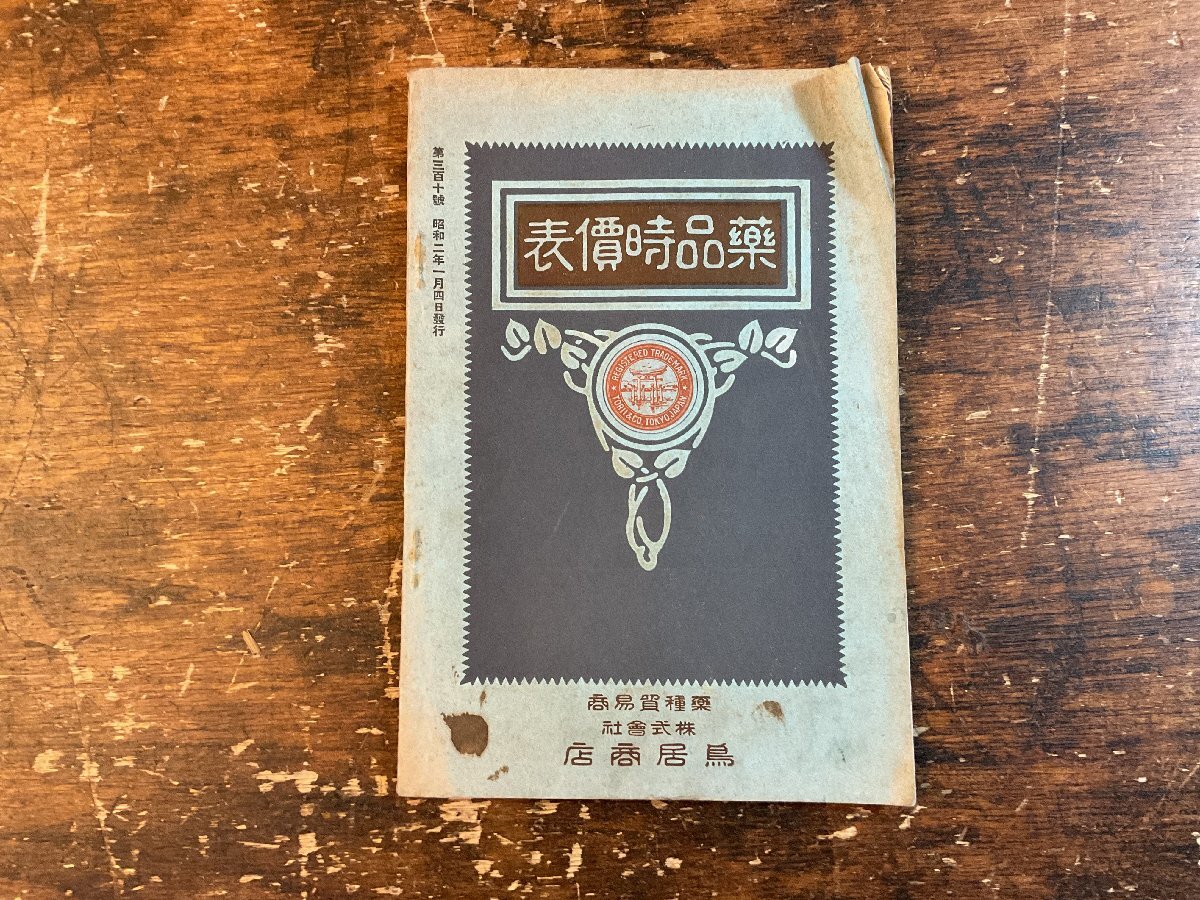 第三百十號 昭和二年一月四日發行
藥品時價表
REGISTERED TRADE MARK
TORII & CO. TOKYO JAPAN
藥種貿易商
株式會社
鳥居商店